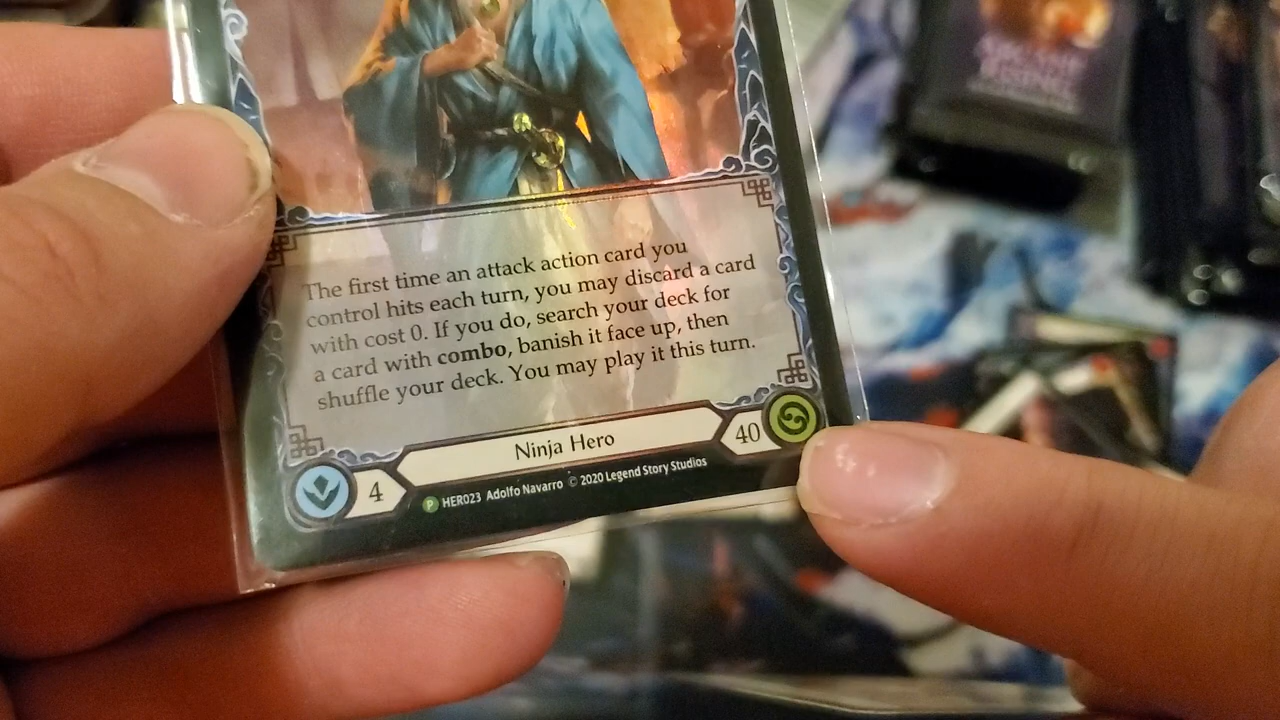 ARCANE
RISING
The first time an attack action card you
control hits each turn, you may discard a card
with cost 0. If you do, search your deck for
a card with combo, banish it face up, then
shuffle your deck. You may play it this turn.
Ninja Hero
40
4
P HER023 Adolfo Navarro © 2020 Legend Story Studios